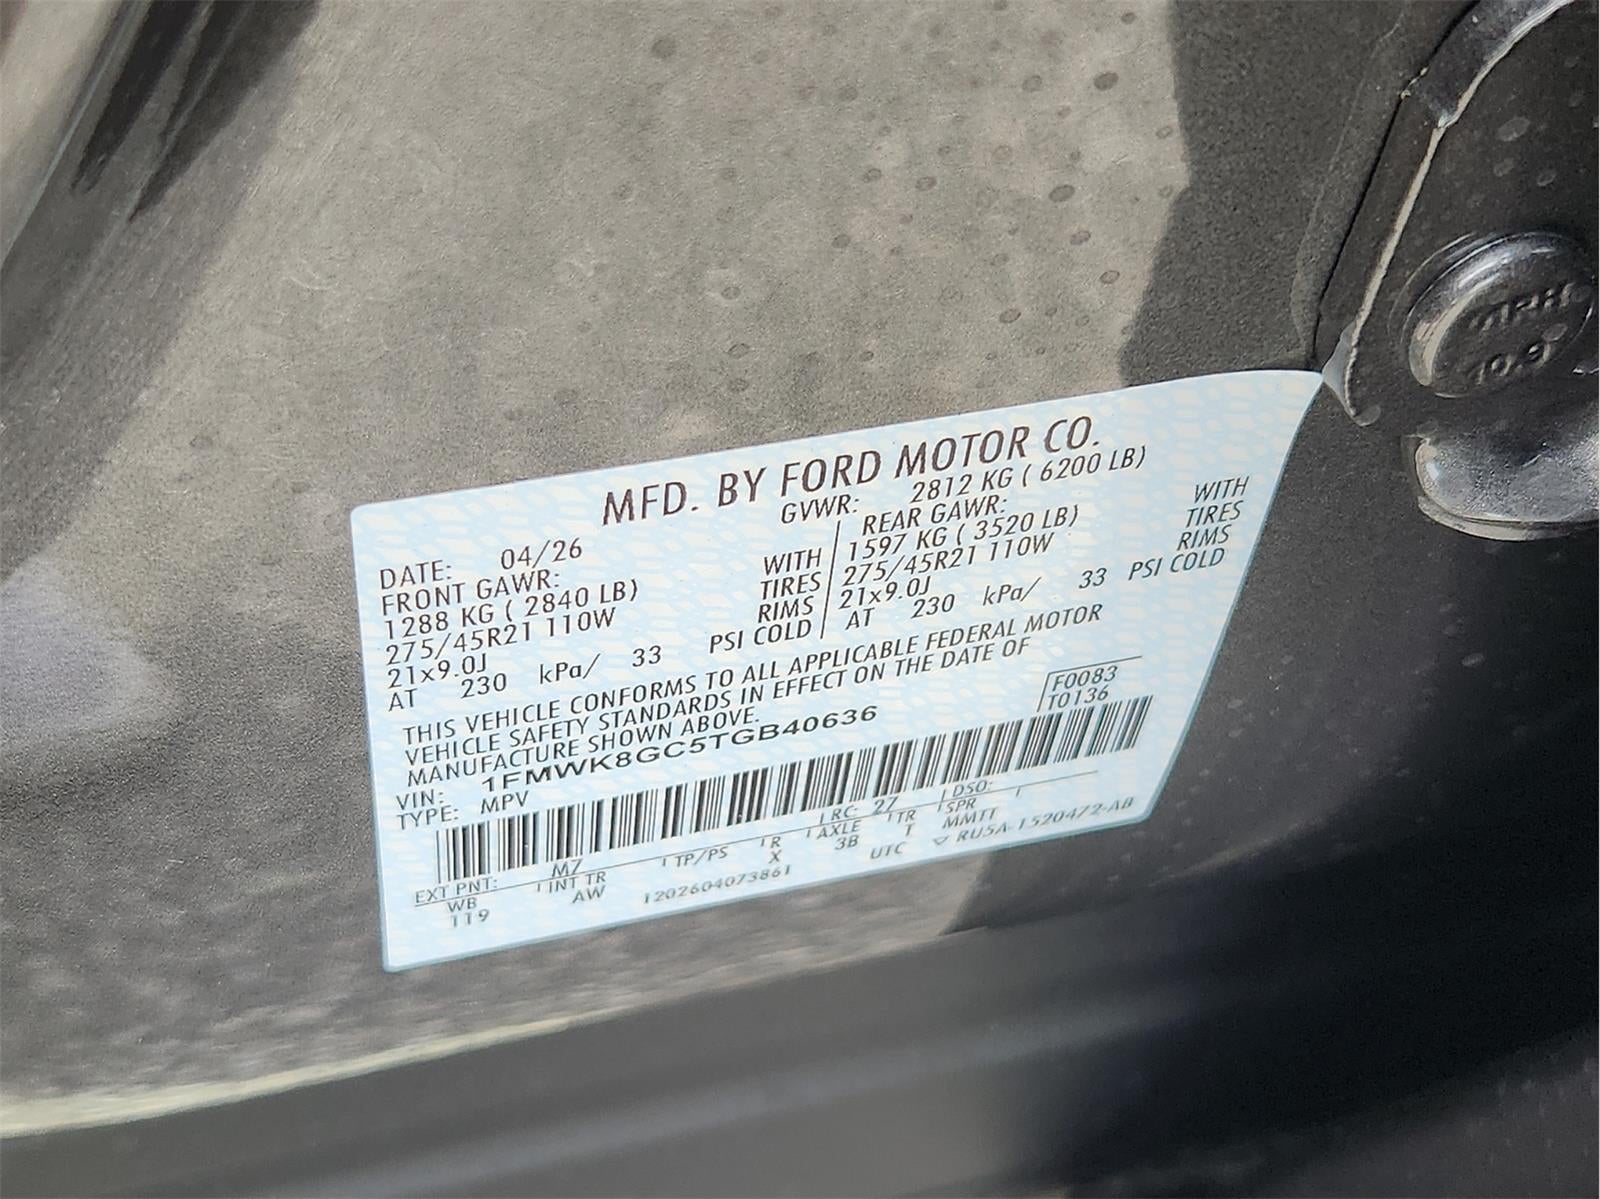 MFD. BY FORD MOTOR CO.
DATE: 04/26 GVWR: 2812 KG ( 6200 LB)
FRONT GAWR: REAR GAWR:
1288 KG ( 2840 LB) WITH 1597 KG ( 3520 LB) WITH
275/45R21 110W TIRES 275/45R21 110W TIRES
21x9.0J RIMS 21x9.0J RIMS
AT 230 kPa/ 33 PSI COLD AT 230 kPa/ 33 PSI COLD
THIS VEHICLE CONFORMS TO ALL APPLICABLE FEDERAL MOTOR
VEHICLE SAFETY STANDARDS IN EFFECT ON THE DATE OF
MANUFACTURE SHOWN ABOVE.
F0083
T0136
VIN: 1FMWK8GC5TGB40636
TYPE: MPV
EXT PNT: M7 RC: 27 DSO:
WB INT TR TP/PS R AXLE TR SPR
119 AW X 3B T MMTT
1202604073861 UTC ▽ RU5A-1520472-AB
10.9